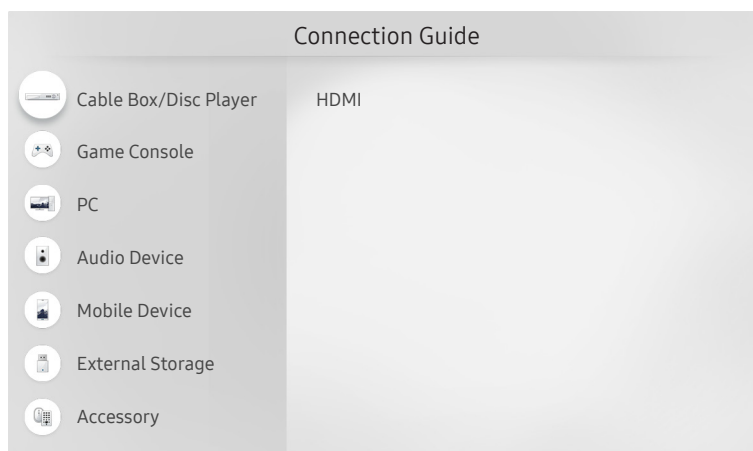 Connection Guide
Cable Box/Disc Player
HDMI
Game Console
PC
Audio Device
Mobile Device
External Storage
Accessory